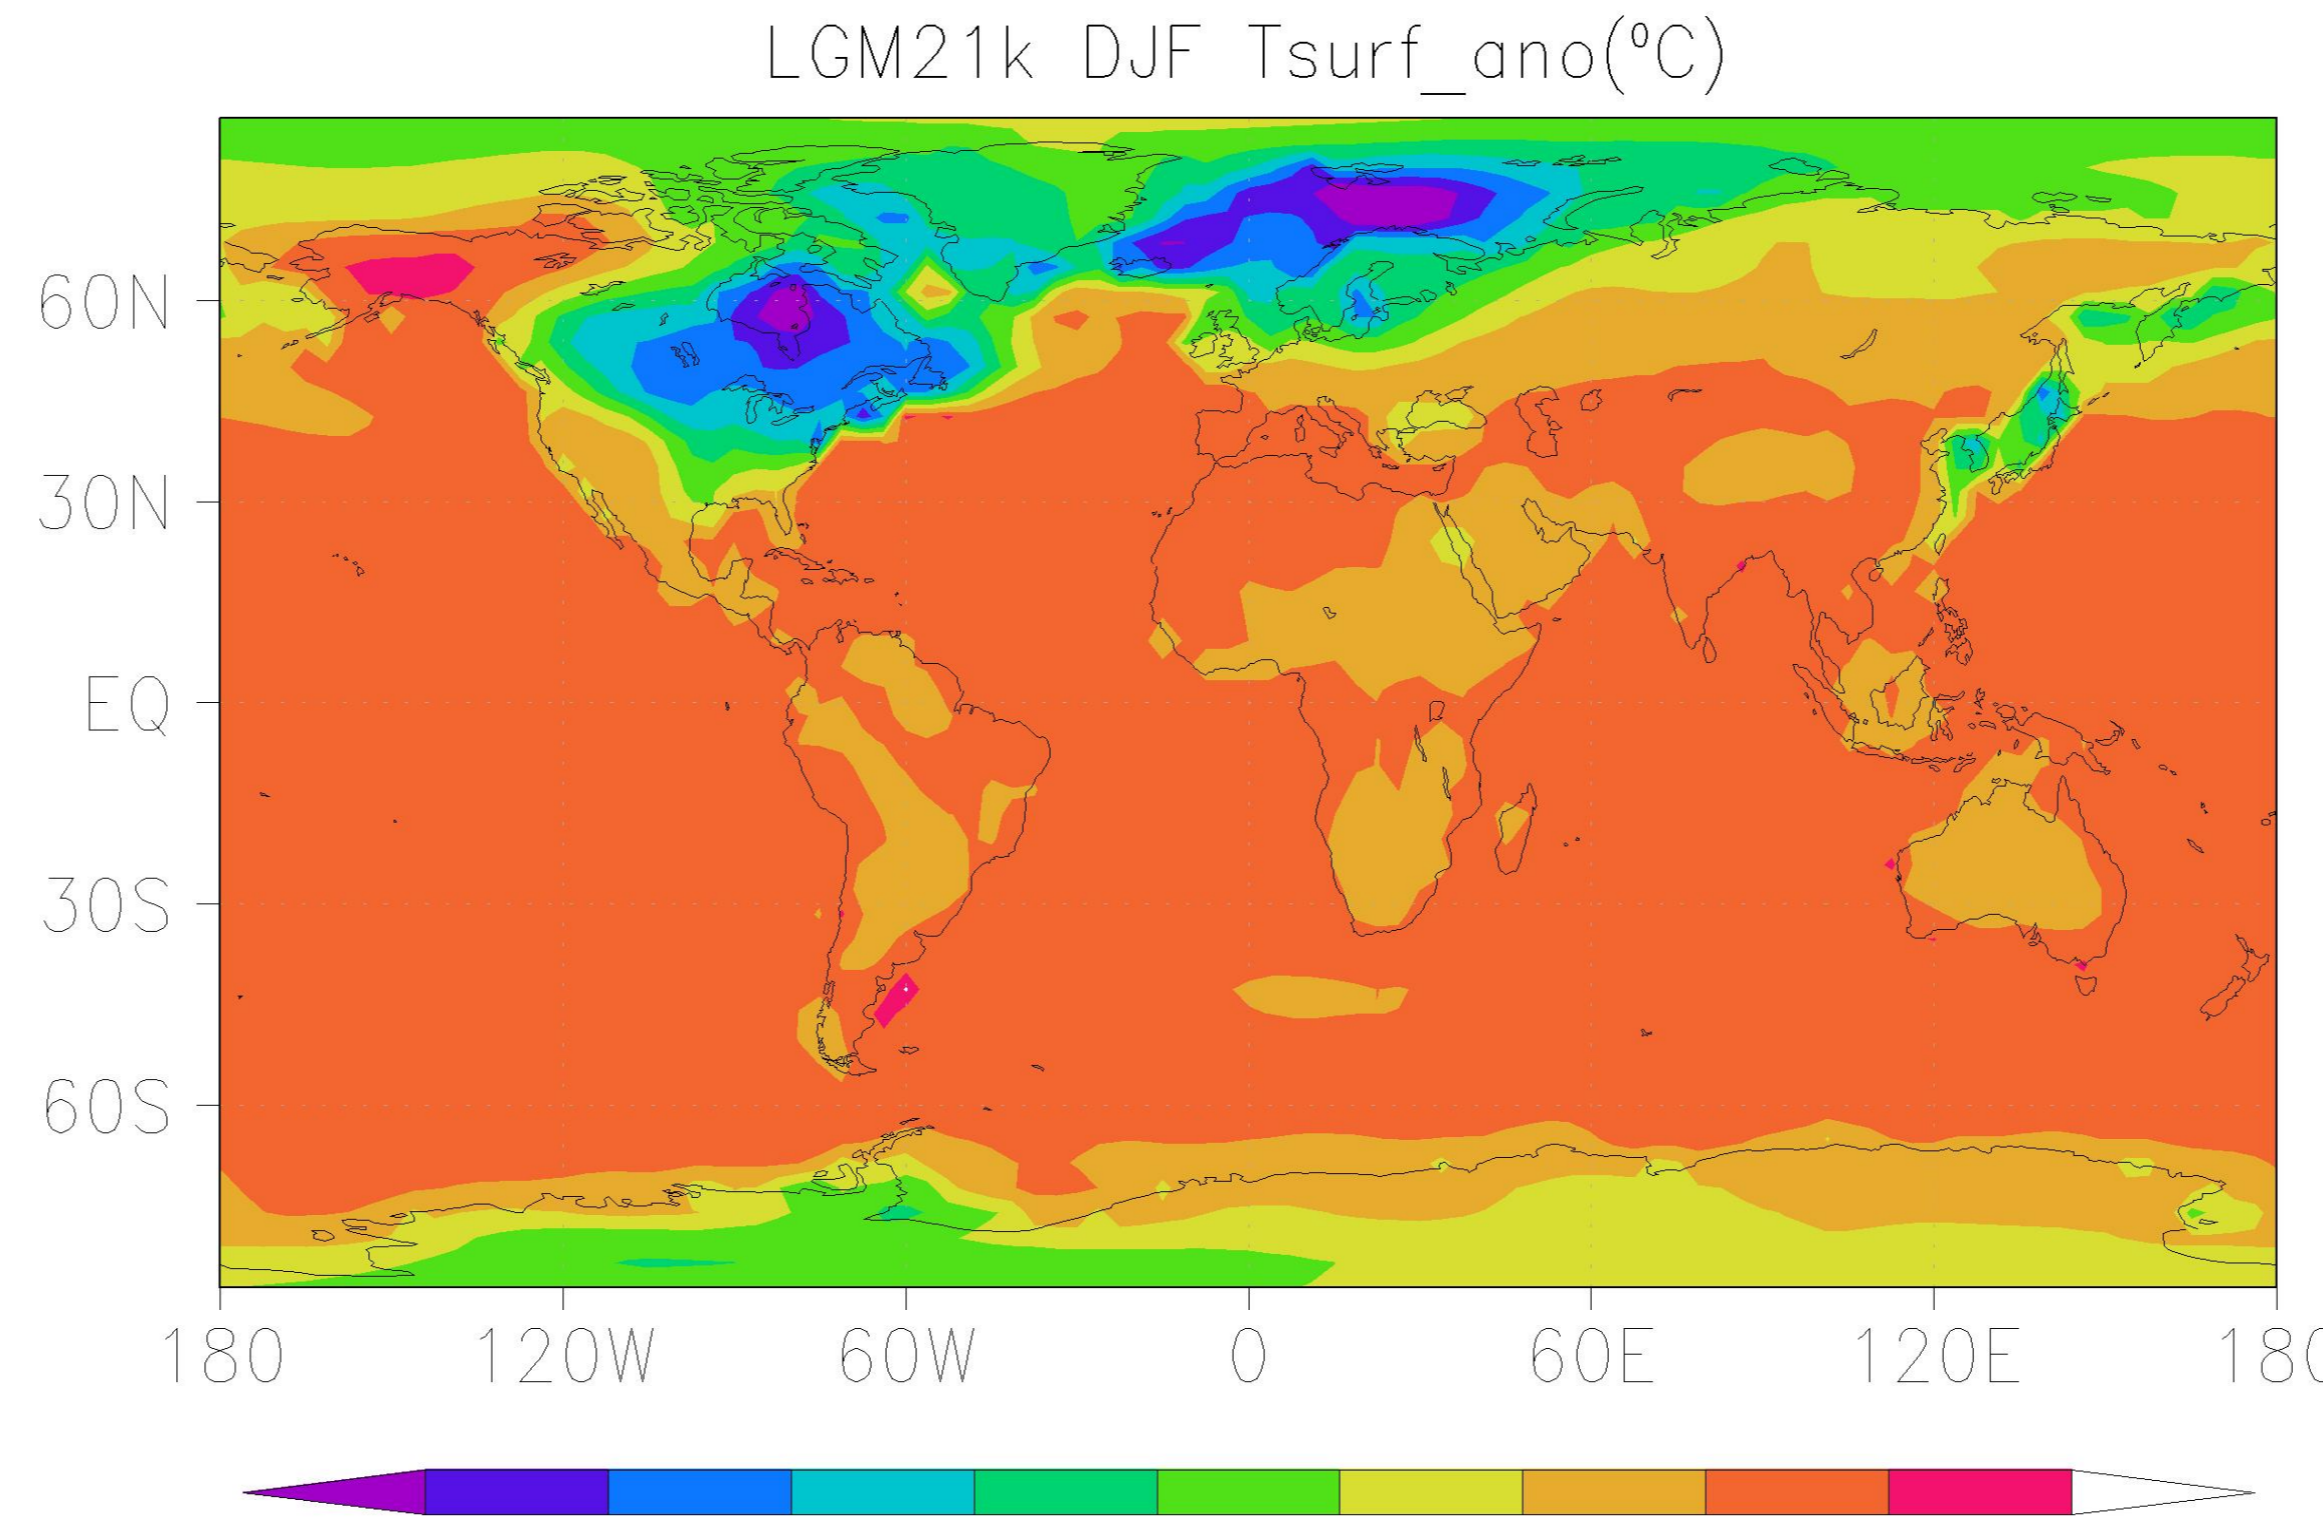 LGM21k DJF Tsurf_ano(ºC)
60N
30N
EQ
30S
60S
180 120W 60W 0 60E 120E 180